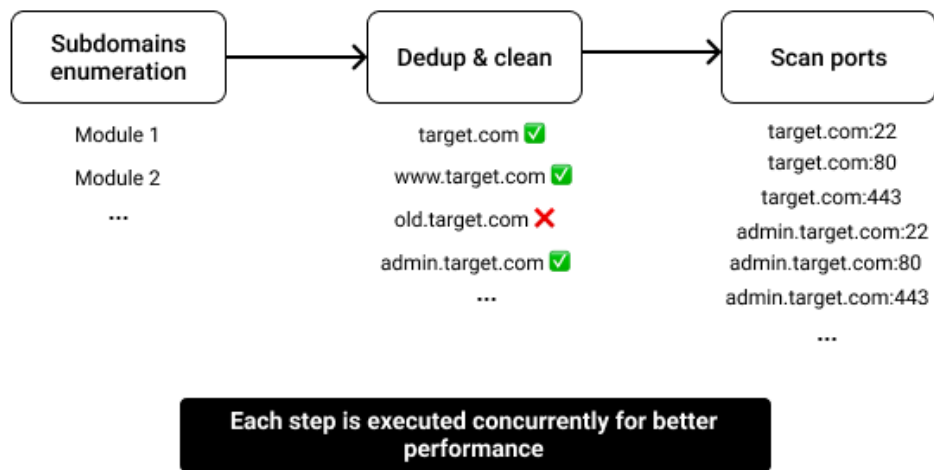 Subdomains
enumeration
Dedup & clean
Scan ports
Module 1
Module 2
...
target.com ✅
www.target.com ✅
old.target.com ❌
admin.target.com ✅
...
target.com:22
target.com:80
target.com:443
admin.target.com:22
admin.target.com:80
admin.target.com:443
...
Each step is executed concurrently for better
performance